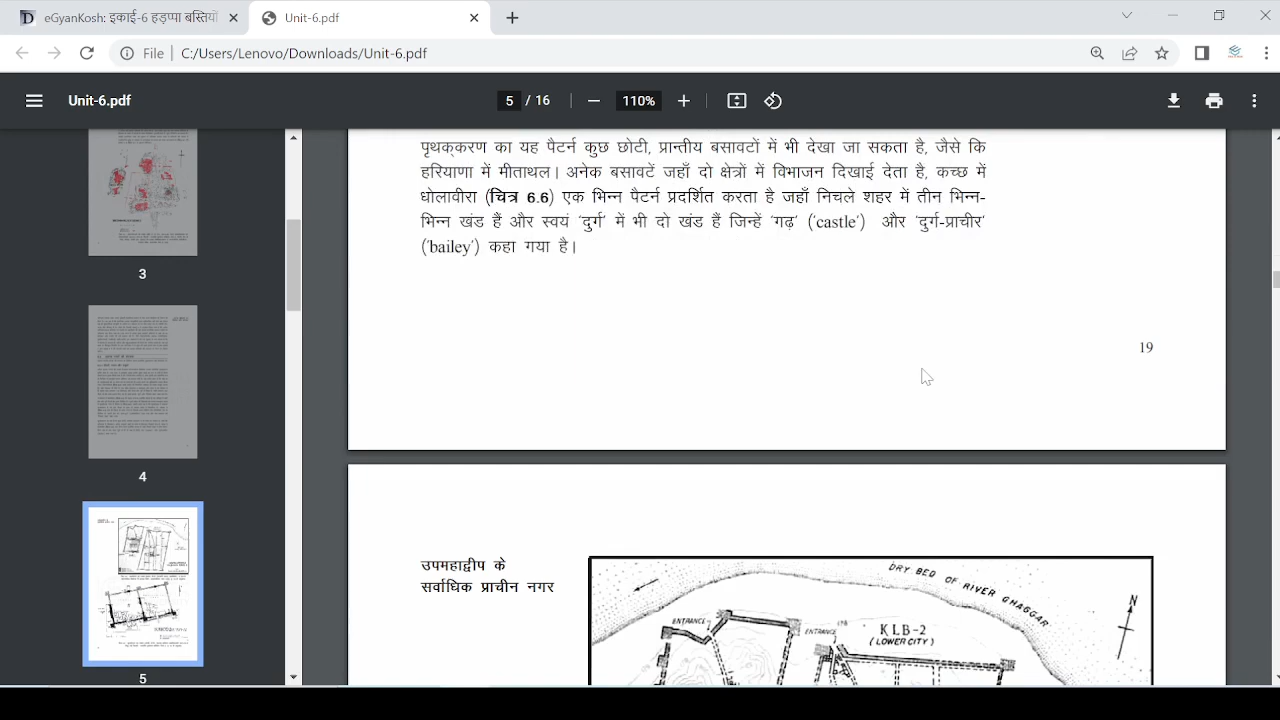 eGyanKosh: इकाई-6 हड़प्पा बस्तियों
Unit-6.pdf
File
C:/Users/Lenovo/Downloads/Unit-6.pdf
Unit-6.pdf
5 / 16
110%
पृथक्करण का यह पैटर्न कुछ छोटी, प्रान्तीय बसावटों में भी देखा जा सकता है, जैसे कि
हरियाणा में मीताथल। अनेक बसावटें जहाँ दो क्षेत्रों में विभाजन दिखाई देता है, कच्छ में
धोलावीरा (चित्र 6.6) एक भिन्न पैटर्न प्रदर्शित करता है जहाँ निचले शहर में तीन भिन्न-
भिन्न खंड हैं और स्वयं 'दुर्ग' में भी दो खंड हैं जिन्हें 'गढ़' ('castle') और 'दुर्ग-प्राचीर'
('bailey') कहा गया है।
19
3
4
5
उपमहाद्वीप के
सर्वाधिक प्राचीन नगर
DRY BED OF RIVER GHAGGER
N
ENTRANCE
ENTRANCE
KLB-2
(LOWER CITY)